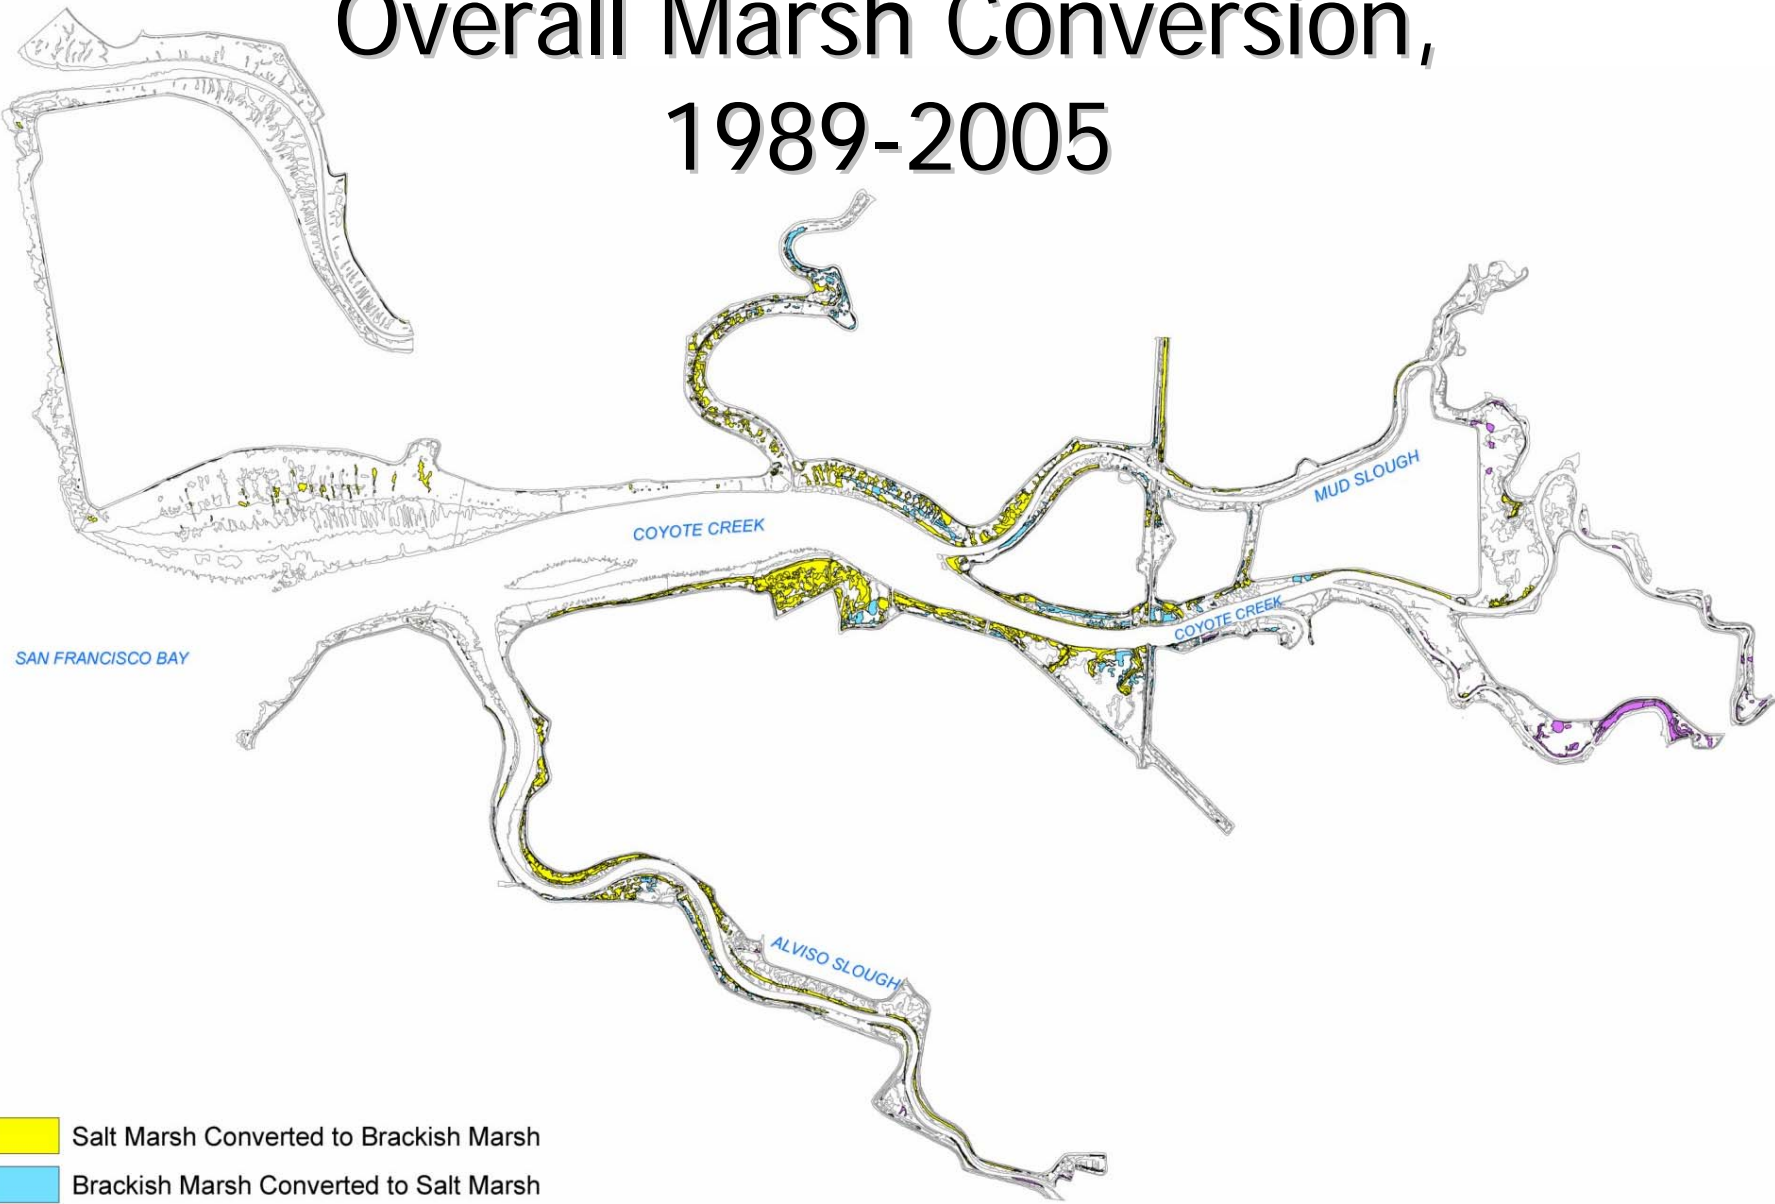 Overall Marsh Conversion,
1989-2005
MUD SLOUGH
COYOTE CREEK
COYOTE CREEK
SAN FRANCISCO BAY
ALVISO SLOUGH
Salt Marsh Converted to Brackish Marsh
Brackish Marsh Converted to Salt Marsh